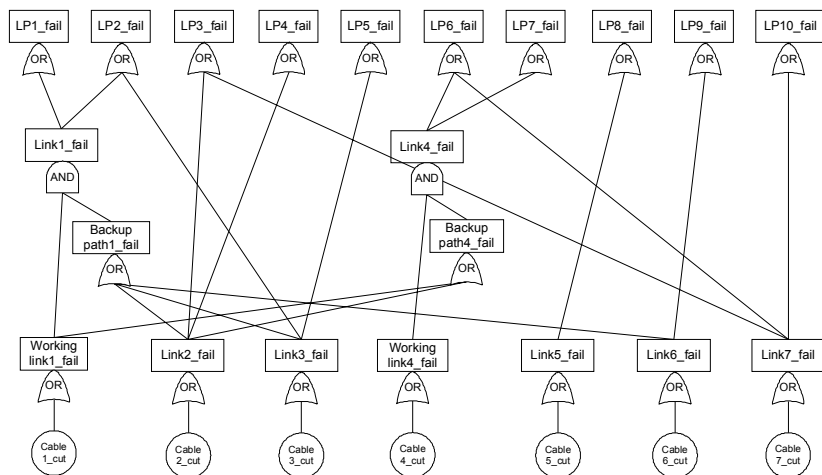 LP1_fail LP2_fail LP3_fail LP4_fail LP5_fail LP6_fail LP7_fail LP8_fail LP9_fail LP10_fail
OR OR OR OR OR OR OR OR OR OR
Link1_fail Link4_fail
AND AND
Backup Backup
path1_fail path4_fail
OR OR
Working Link2_fail Link3_fail Working Link5_fail Link6_fail Link7_fail
link1_fail link4_fail
OR OR OR OR OR OR OR
Cable Cable Cable Cable Cable Cable Cable
1_cut 2_cut 3_cut 4_cut 5_cut 6_cut 7_cut